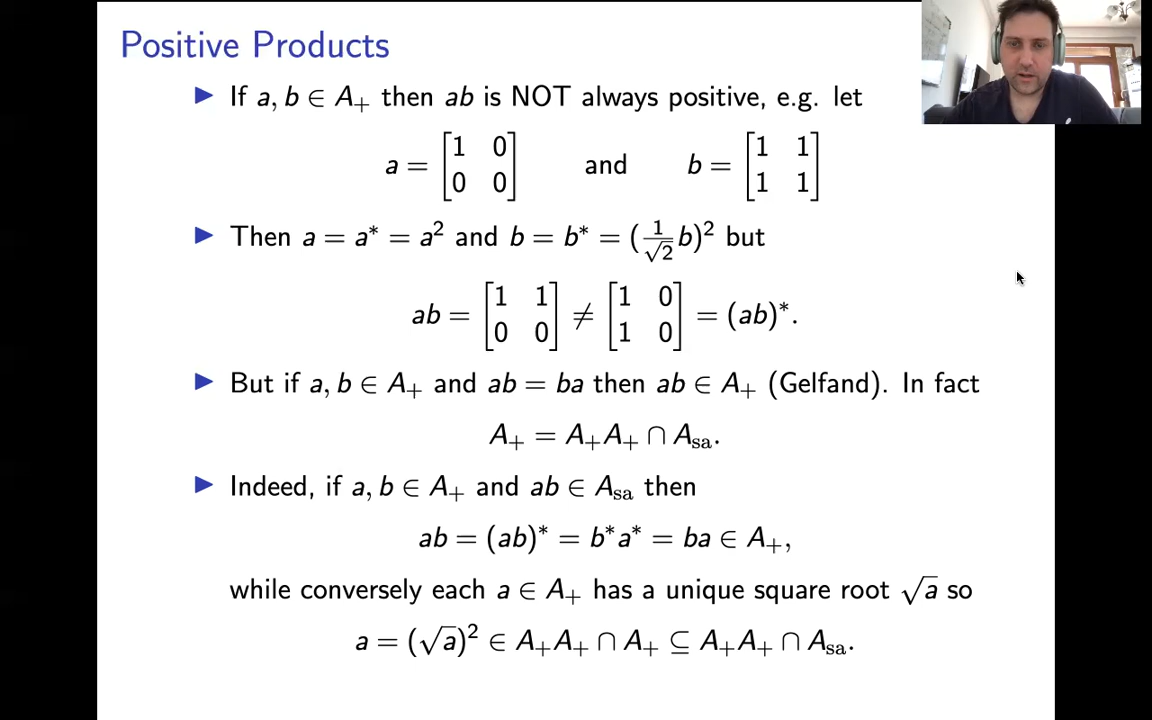 Positive Products
▶ If a, b ∈ A₊ then ab is NOT always positive, e.g. let
a = [1 0; 0 0] and b = [1 1; 1 1]
▶ Then a = a* = a² and b = b* = (1/√2 b)² but
ab = [1 1; 0 0] ≠ [1 0; 1 0] = (ab)*.
▶ But if a, b ∈ A₊ and ab = ba then ab ∈ A₊ (Gelfand). In fact
A₊ = A₊A₊ ∩ Aₛₐ.
▶ Indeed, if a, b ∈ A₊ and ab ∈ Aₛₐ then
ab = (ab)* = b*a* = ba ∈ A₊,
while conversely each a ∈ A₊ has a unique square root √a so
a = (√a)² ∈ A₊A₊ ∩ A₊ ⊆ A₊A₊ ∩ Aₛₐ.